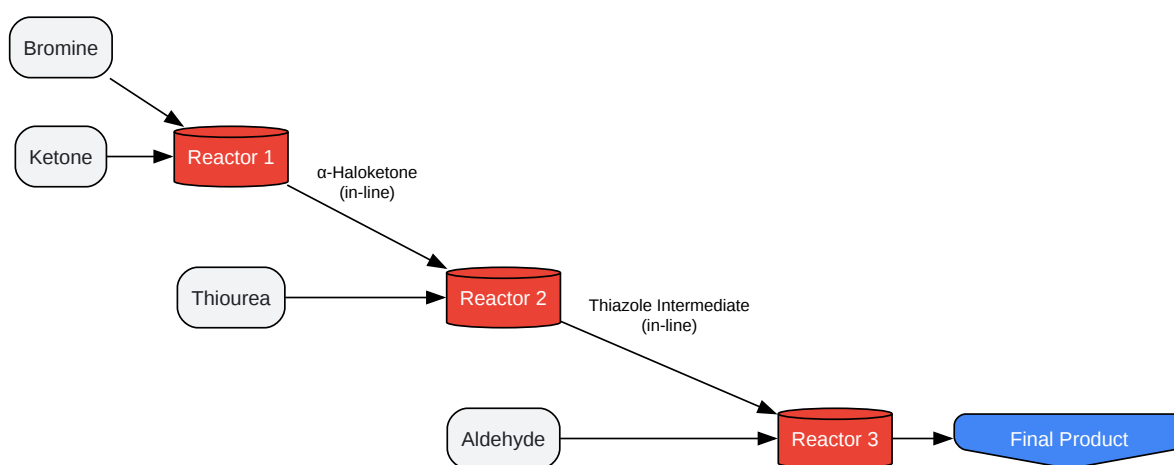 Bromine
Ketone
Reactor 1
α-Haloketone
(in-line)
Thiourea
Reactor 2
Thiazole Intermediate
(in-line)
Aldehyde
Reactor 3
Final Product